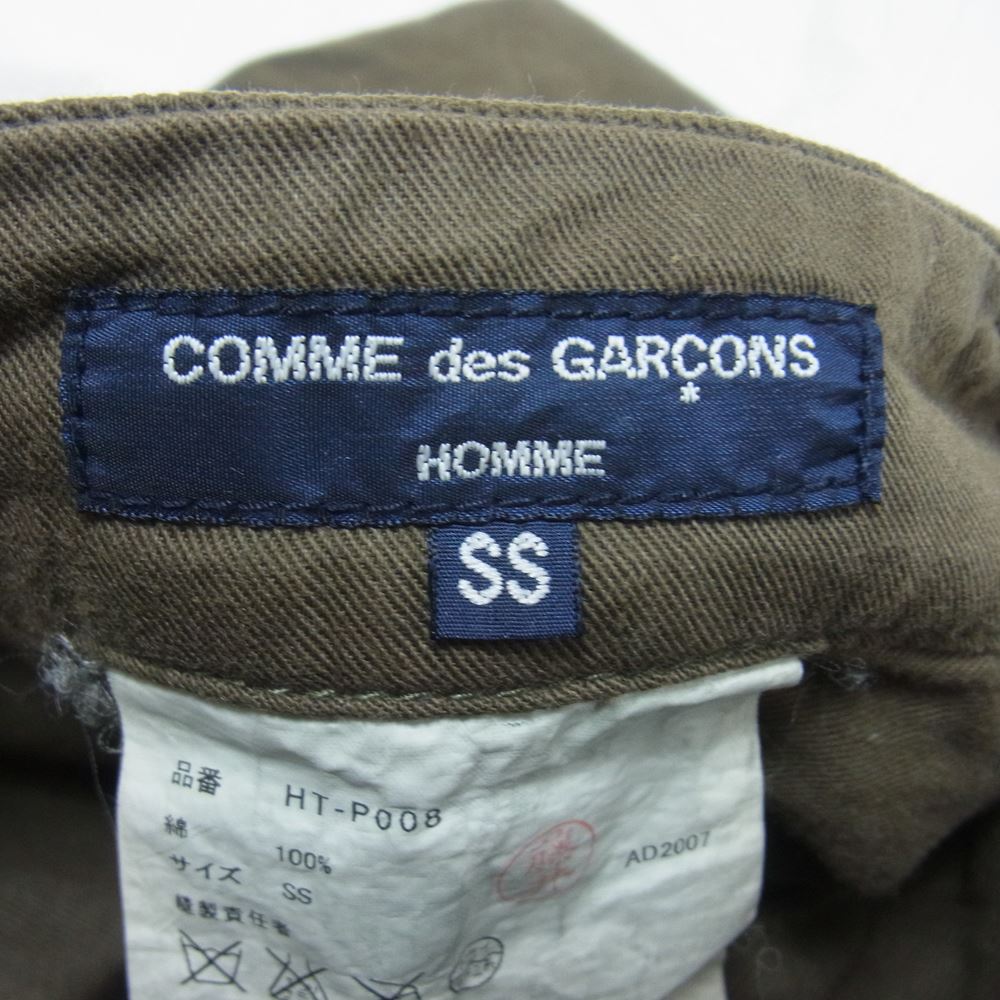 COMME des GARÇONS
*
HOMME
SS
品番 HT-P008
綿 100%
サイズ SS
AD2007
縫製責任者